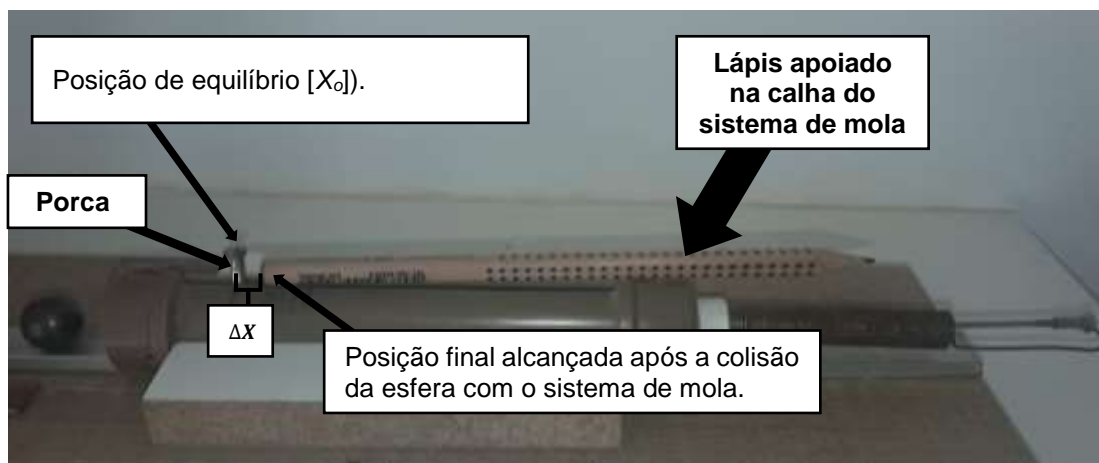 Posição de equilíbrio [Xo]).
Lápis apoiado
na calha do
sistema de mola
Porca
ΔX
Posição final alcançada após a colisão
da esfera com o sistema de mola.